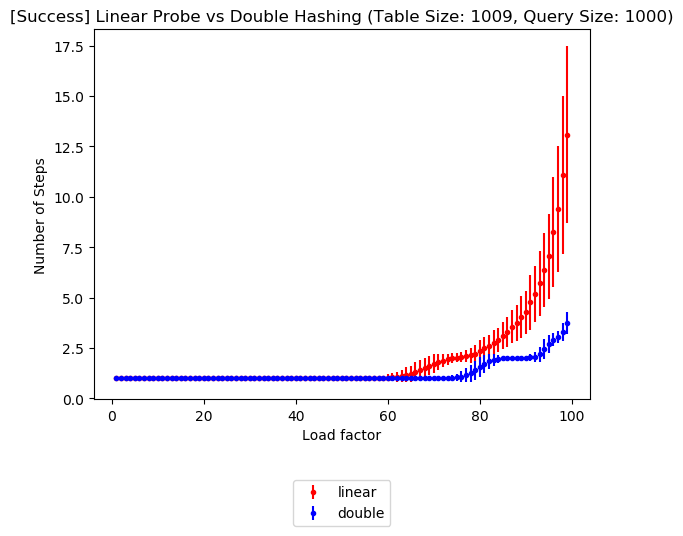 [Success] Linear Probe vs Double Hashing (Table Size: 1009, Query Size: 1000)
17.5
15.0
12.5
10.0
7.5
5.0
2.5
0.0
Number of Steps
0 20 40 60 80 100
Load factor
linear
double